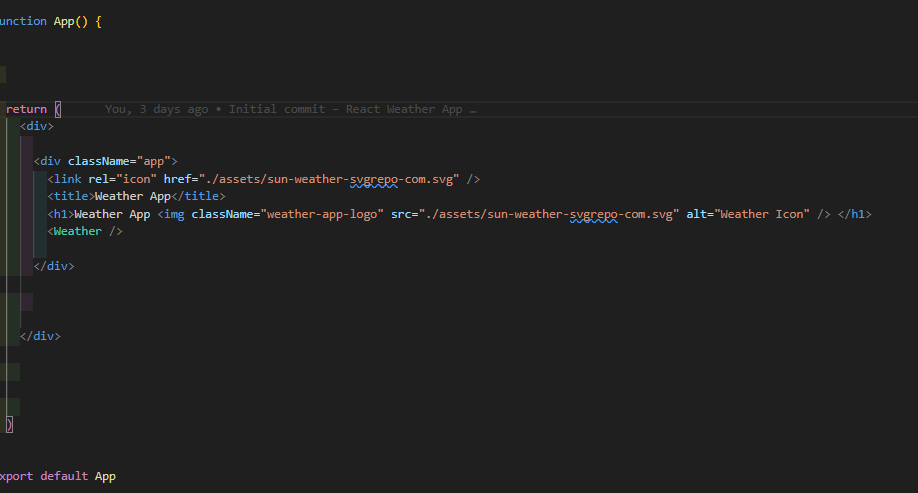 unction App() {
return ( You, 3 days ago • Initial commit – React Weather App …
<div>
<div className="app">
<link rel="icon" href="./assets/sun-weather-svgrepo-com.svg" />
<title>Weather App</title>
<h1>Weather App <img className="weather-app-logo" src="./assets/sun-weather-svgrepo-com.svg" alt="Weather Icon" /> </h1>
<Weather />
</div>
</div>
)
xport default App